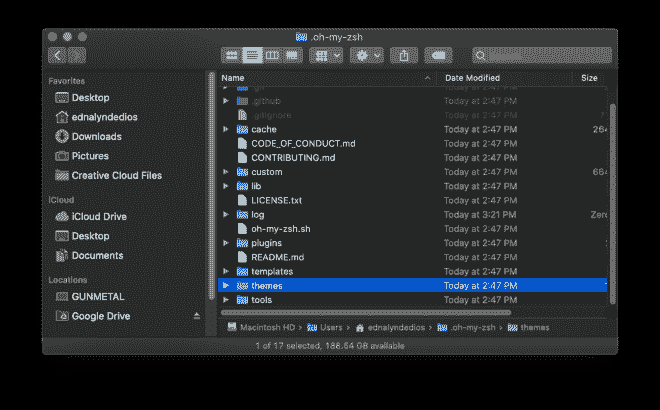 .oh-my-zsh
Favorites
Desktop
ednalyndedios
Downloads
Pictures
Creative Cloud Files
iCloud
iCloud Drive
Desktop
Documents
Locations
GUNMETAL
Google Drive
Name Date Modified Size
.git Today at 2:47 PM
.github Today at 2:47 PM
.gitignore Today at 2:47 PM
cache Today at 2:47 PM 264
CODE_OF_CONDUCT.md Today at 2:47 PM
CONTRIBUTING.md Today at 2:47 PM
custom Today at 2:47 PM 664
lib Today at 2:47 PM
LICENSE.txt Today at 2:47 PM
log Today at 3:21 PM Zero
oh-my-zsh.sh Today at 2:47 PM
plugins Today at 2:47 PM
README.md Today at 2:47 PM
templates Today at 2:47 PM
themes Today at 2:47 PM
tools Today at 2:47 PM
Macintosh HD › Users › ednalyndedios › .oh-my-zsh › themes
1 of 17 selected, 188.64 GB available